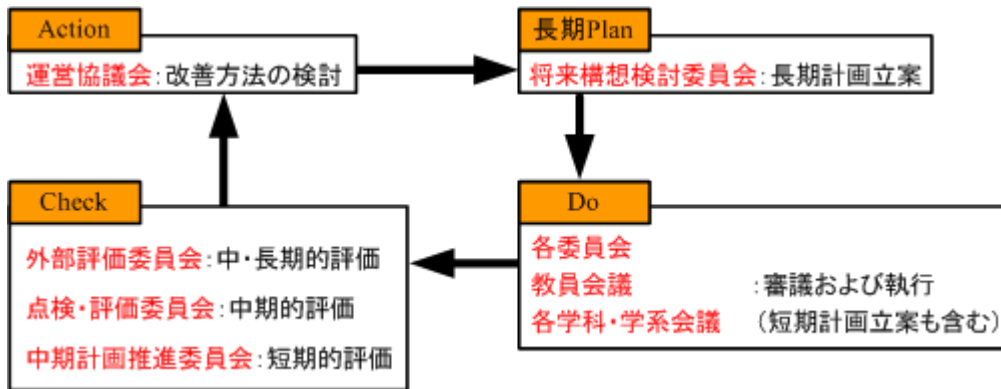 Action
運営協議会:改善方法の検討
長期Plan
将来構想検討委員会:長期計画立案
Check
外部評価委員会:中・長期的評価
点検・評価委員会:中期的評価
中期計画推進委員会:短期的評価
Do
各委員会
教員会議 :審議および執行
各学科・学系会議 (短期計画立案も含む)